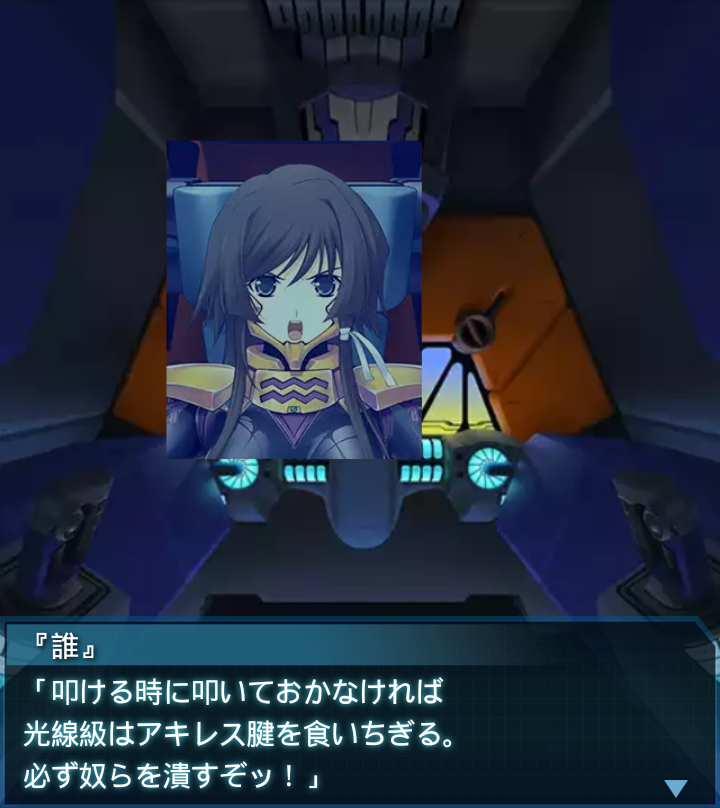 『誰』
「叩ける時に叩いておかなければ
光線級はアキレス腱を食いちぎる。
必ず奴らを潰すぞッ！」